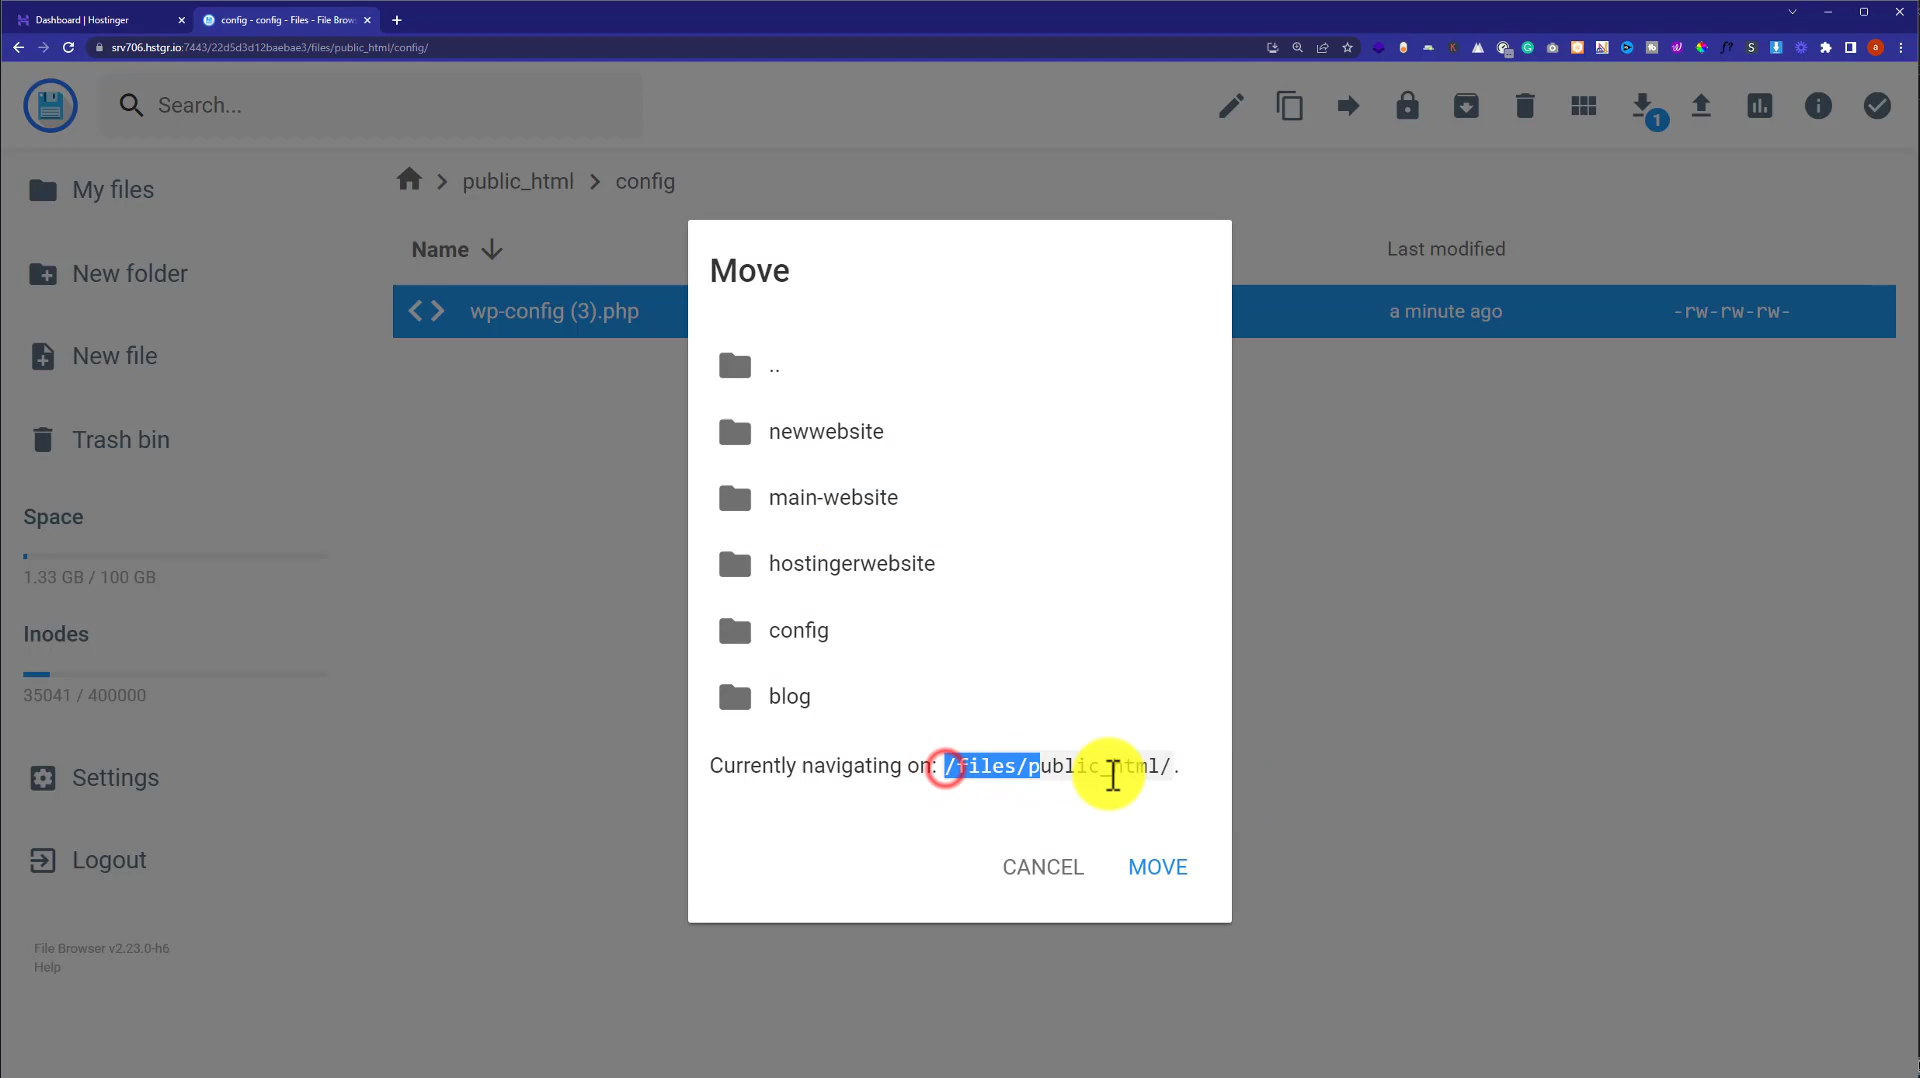 Dashboard | Hostinger
config - config - Files - File Brow
srv706.hstgr.io:7443/22d5d3d12baebae3/files/public_html/config/
Search...
1
My files
New folder
New file
Trash bin
Space
1.33 GB / 100 GB
Inodes
35041 / 400000
Settings
Logout
File Browser v2.23.0-h6
Help
public_html
config
Name
Last modified
wp-config (3).php
a minute ago
-rw-rw-rw-
Move
..
newwebsite
main-website
hostingerwebsite
config
blog
Currently navigating on: /files/public_html/.
CANCEL
MOVE